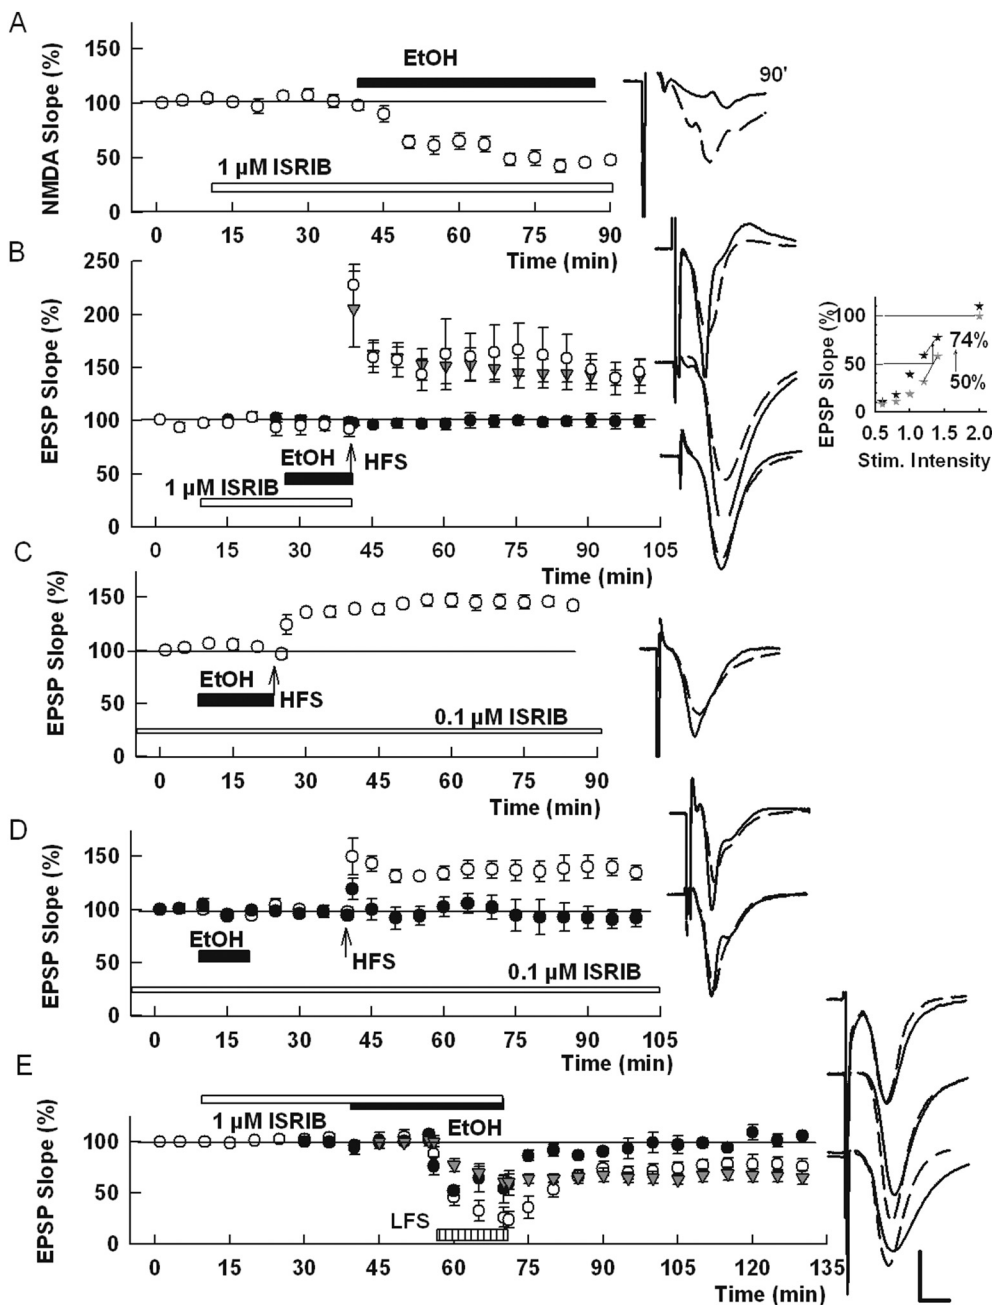 A
NMDA Slope (%)
150
100
50
0
EtOH
1 µM ISRIB
0 15 30 45 60 75 90
Time (min)
90'
B
EPSP Slope (%)
250
200
150
100
50
0
EtOH
HFS
1 µM ISRIB
0 15 30 45 60 75 90 105
Time (min)
EPSP Slope (%)
100
50
0
74%
50%
0.5 1.0 1.5 2.0
Stim. Intensity
C
EPSP Slope (%)
150
100
50
0
EtOH
HFS
0.1 µM ISRIB
0 15 30 45 60 75 90
Time (min)
D
EPSP Slope (%)
150
100
50
0
EtOH
HFS
0.1 µM ISRIB
0 15 30 45 60 75 90 105
Time (min)
E
EPSP Slope (%)
100
50
0
1 µM ISRIB
EtOH
LFS
0 15 30 45 60 75 90 105 120 135
Time (min)